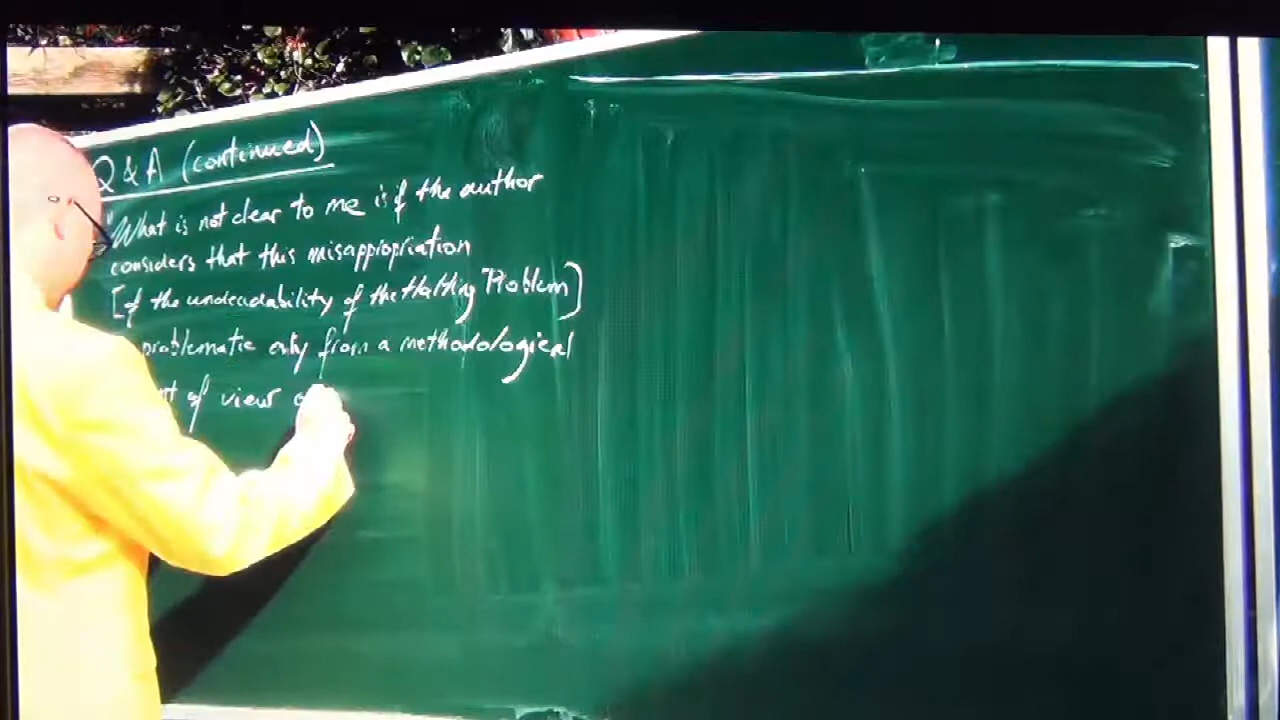 Q & A (continued)
"What is not clear to me is if the author
considers that this misappropriation
[of the undecidability of the Halting Problem]
problematic only from a methodological
of view